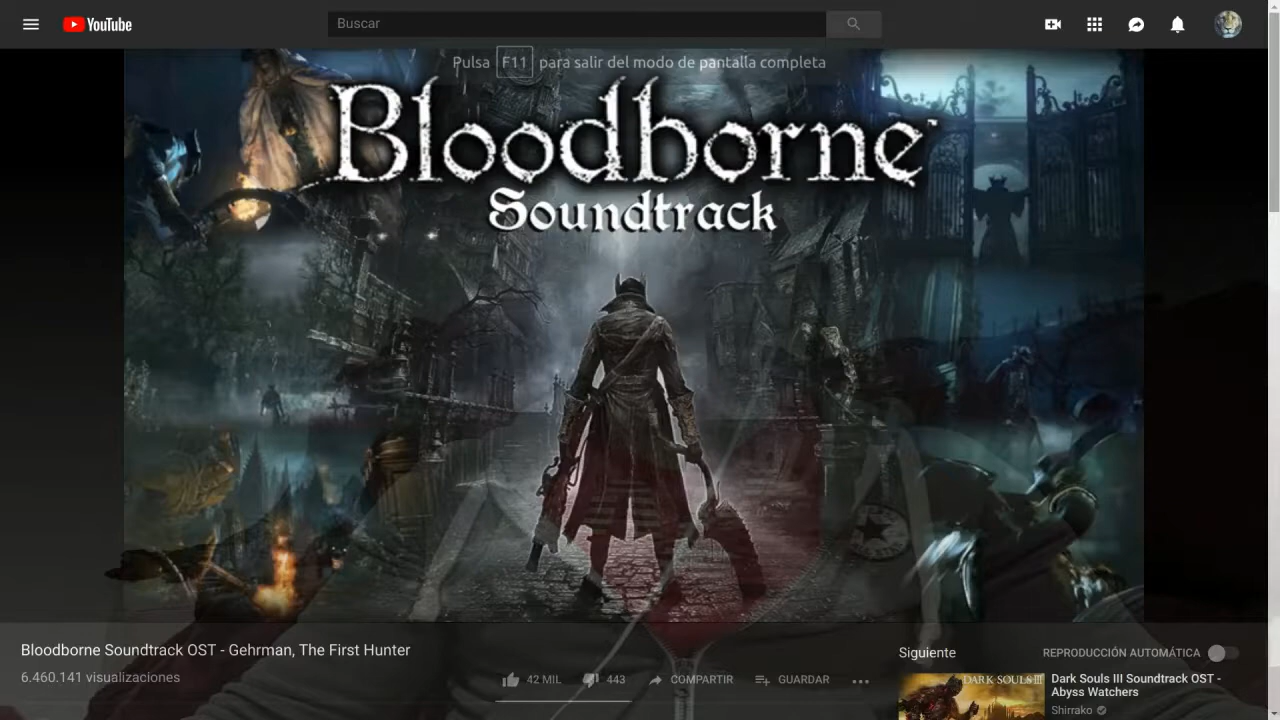 YouTube
Buscar
Pulsa F11 para salir del modo de pantalla completa
Bloodborne™
Soundtrack
Bloodborne Soundtrack OST - Gehrman, The First Hunter
6.460.141 visualizaciones
42 MIL
443
COMPARTIR
GUARDAR
Siguiente
REPRODUCCIÓN AUTOMÁTICA
DARK SOULS III
Dark Souls III Soundtrack OST -
Abyss Watchers
Shirrako